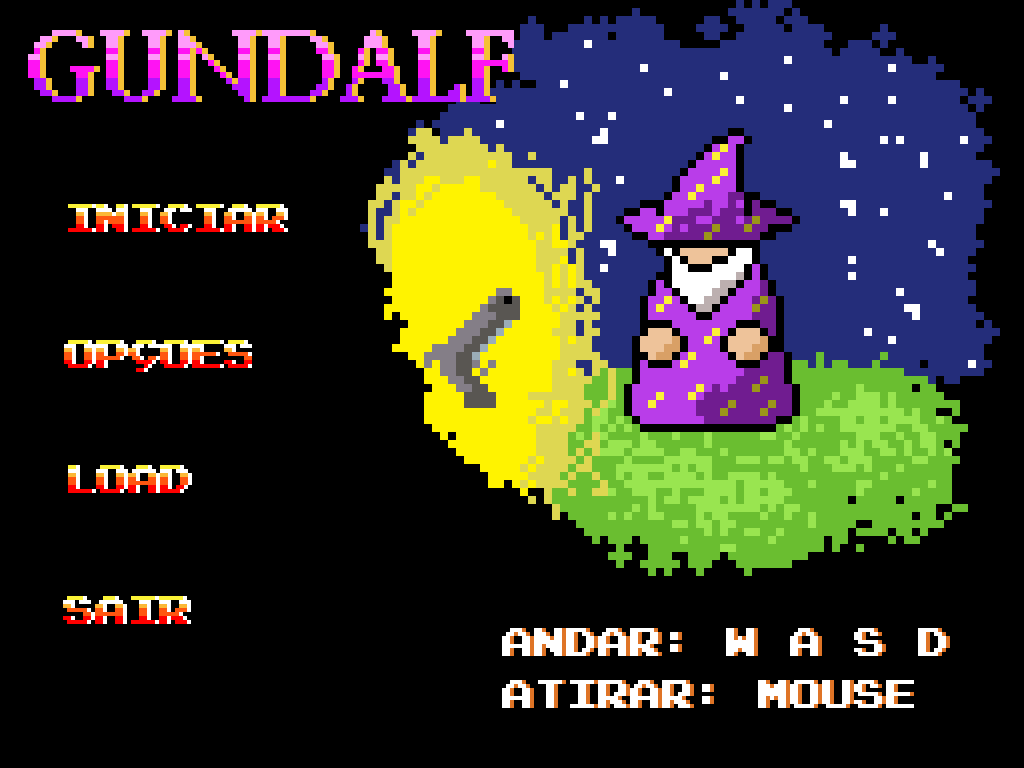 GUNDALF
INICIAR
OPÇOES
LOAD
SAIR
ANDAR: W A S D
ATIRAR: MOUSE